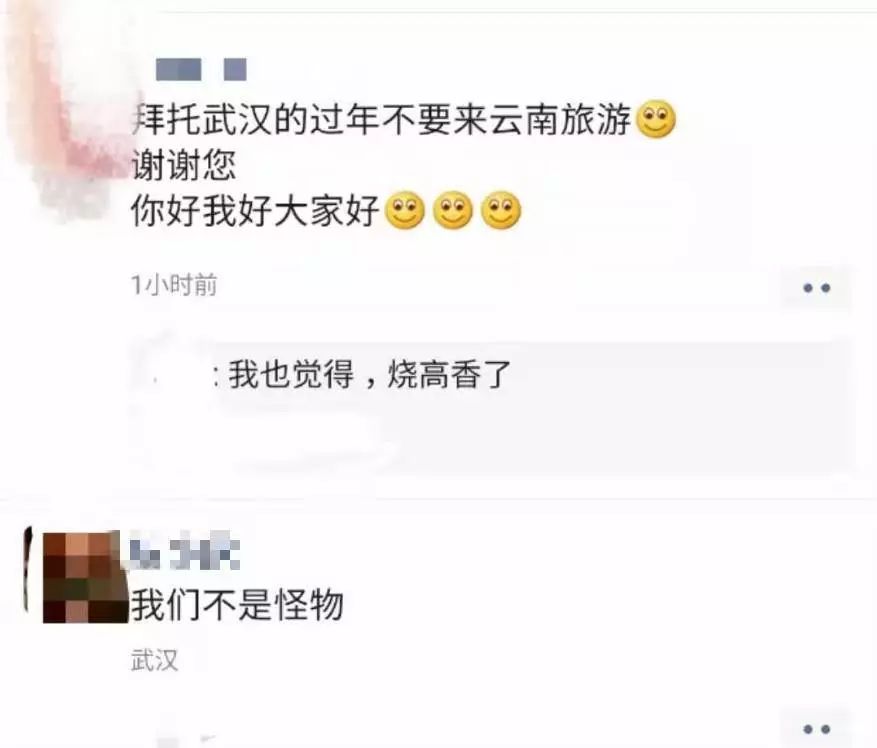 拜托武汉的过年不要来云南旅游
谢谢您
你好我好大家好
1小时前
: 我也觉得，烧高香了
我们不是怪物
武汉